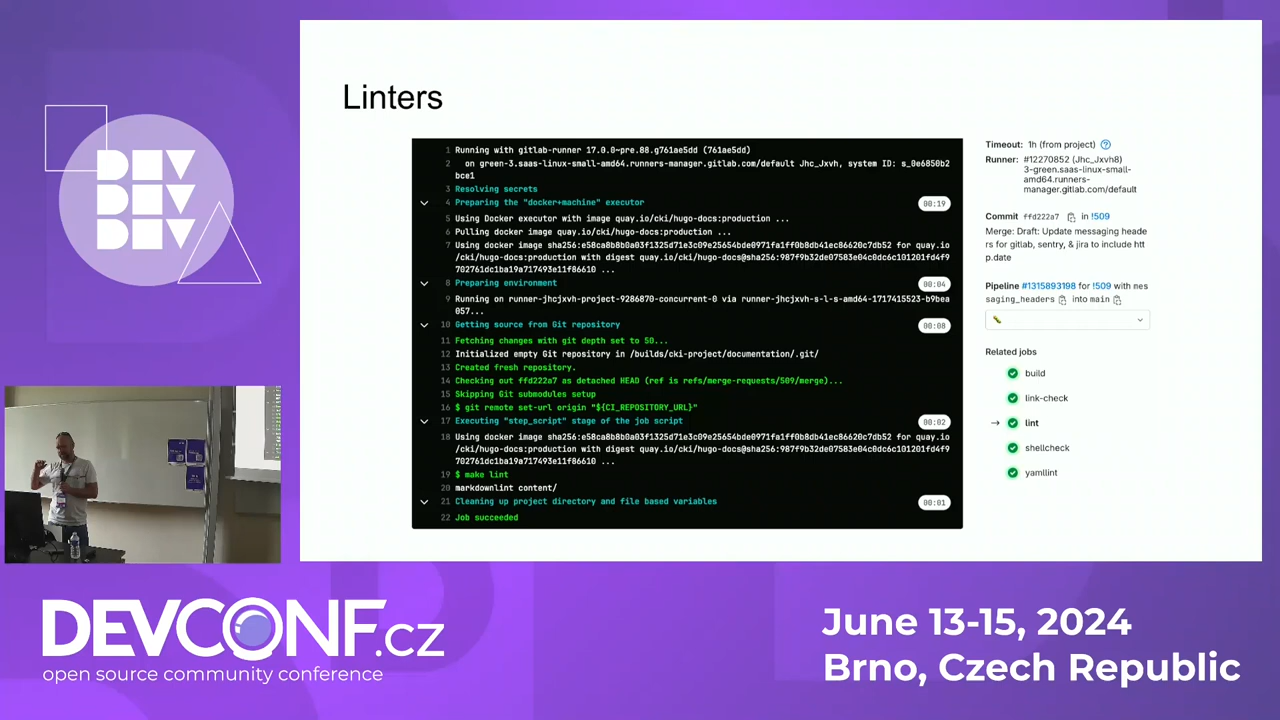 DEV
DEV
DEV
Linters
1 Running with gitlab-runner 17.0.0~pre.88.g761ae5dd (761ae5dd)
2 on green-3.saas-linux-small-amd64.runners-manager.gitlab.com/default Jhc_Jxvh, system ID: s_0e6850b2
bce1
3 Resolving secrets
4 Preparing the "docker+machine" executor 00:19
5 Using Docker executor with image quay.io/cki/hugo-docs:production ...
6 Pulling docker image quay.io/cki/hugo-docs:production ...
7 Using docker image sha256:e58ca8b8b0a03f1325d71e3c09e25654bde0971fa1ff0b8db41ec86620c7db52 for quay.io
/cki/hugo-docs:production with digest quay.io/cki/hugo-docs@sha256:987f9b32de07583e04c0dc6c101201fd4f9
702761dc1ba19a717493e11f86610 ...
8 Preparing environment 00:04
9 Running on runner-jhcjxvh-project-9286870-concurrent-0 via runner-jhcjxvh-s-l-s-amd64-1717415523-b9bea
057...
10 Getting source from Git repository 00:08
11 Fetching changes with git depth set to 50...
12 Initialized empty Git repository in /builds/cki-project/documentation/.git/
13 Created fresh repository.
14 Checking out ffd222a7 as detached HEAD (ref is refs/merge-requests/509/merge)...
15 Skipping Git submodules setup
16 $ git remote set-url origin "${CI_REPOSITORY_URL}"
17 Executing "step_script" stage of the job script 00:02
18 Using docker image sha256:e58ca8b8b0a03f1325d71e3c09e25654bde0971fa1ff0b8db41ec86620c7db52 for quay.io
/cki/hugo-docs:production with digest quay.io/cki/hugo-docs@sha256:987f9b32de07583e04c0dc6c101201fd4f9
702761dc1ba19a717493e11f86610 ...
19 $ make lint
20 markdownlint content/
21 Cleaning up project directory and file based variables 00:01
22 Job succeeded
Timeout: 1h (from project)
Runner: #12270852 (Jhc_Jxvh8)
3-green.saas-linux-small-
amd64.runners-
manager.gitlab.com/default
Commit ffd222a7 in !509
Merge: Draft: Update messaging heade
rs for gitlab, sentry, & jira to include htt
p.date
Pipeline #1315893198 for !509 with mes
saging_headers into main
Related jobs
build
link-check
→ lint
shellcheck
yamllint
DEVCONF.cz
open source community conference
June 13-15, 2024
Brno, Czech Republic